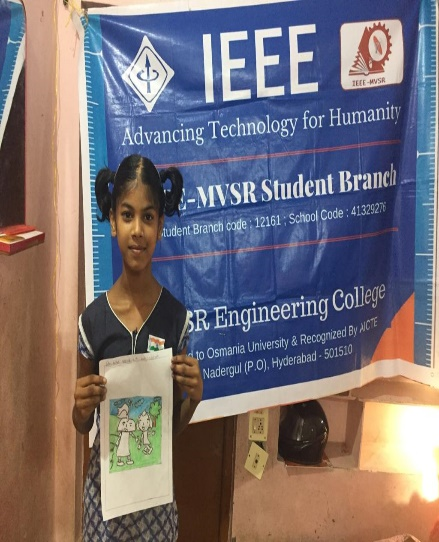 IEEE
IEEE-MVSR
Advancing Technology for Humanity
E-MVSR Student Branch
Student Branch code : 12161 ; School Code : 41329276
SR Engineering College
d to Osmania University & Recognized By AICTE
Nadergul (P.O), Hyderabad - 501510